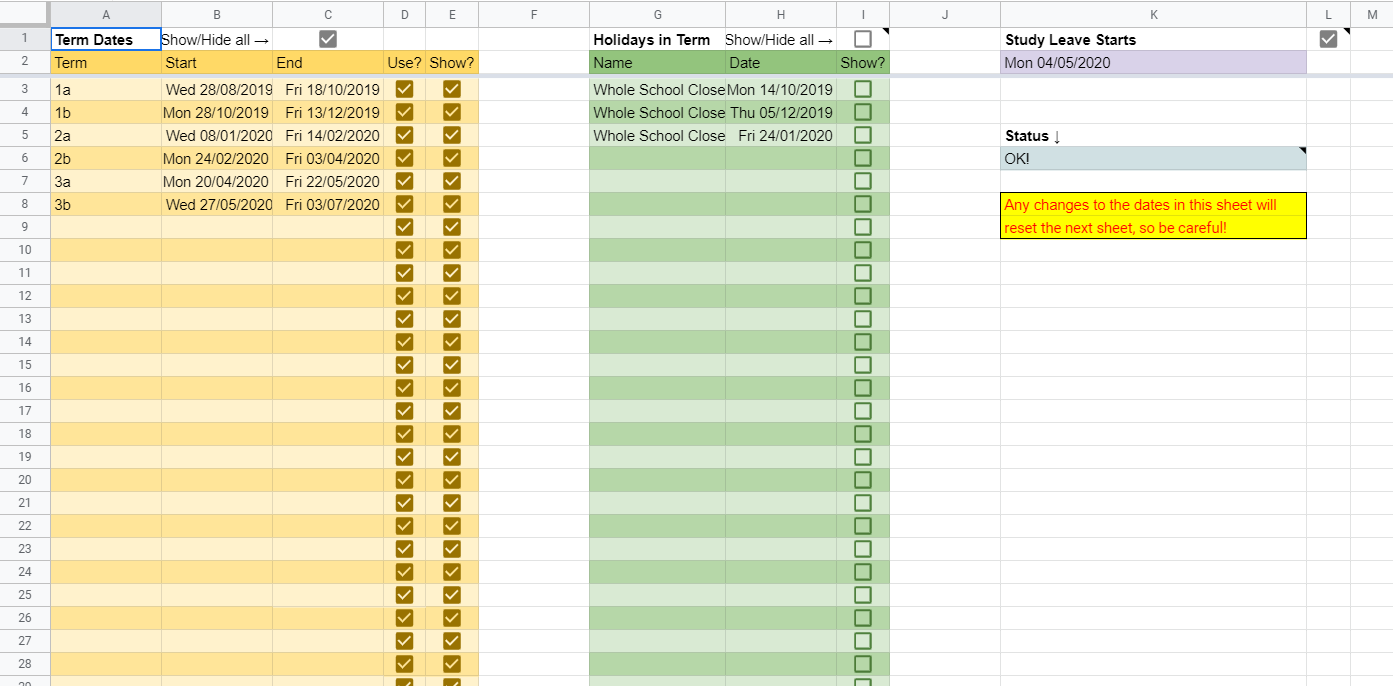 A B C D E F G H I J K L M
1 Term Dates Show/Hide all → Holidays in Term Show/Hide all → Study Leave Starts
2 Term Start End Use? Show? Name Date Show? Mon 04/05/2020
3 1a Wed 28/08/2019 Fri 18/10/2019 Whole School Close Mon 14/10/2019
4 1b Mon 28/10/2019 Fri 13/12/2019 Whole School Close Thu 05/12/2019
5 2a Wed 08/01/2020 Fri 14/02/2020 Whole School Close Fri 24/01/2020 Status ↓
6 2b Mon 24/02/2020 Fri 03/04/2020 OK!
7 3a Mon 20/04/2020 Fri 22/05/2020
8 3b Wed 27/05/2020 Fri 03/07/2020 Any changes to the dates in this sheet will
9 reset the next sheet, so be careful!
10
11
12
13
14
15
16
17
18
19
20
21
22
23
24
25
26
27
28